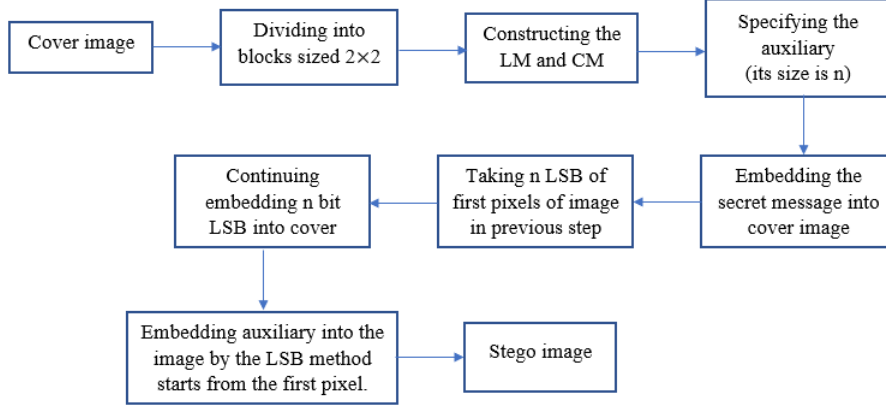 Cover image
Dividing into
blocks sized 2×2
Constructing the
LM and CM
Specifying the
auxiliary
(its size is n)
Embedding the
secret message into
cover image
Taking n LSB of
first pixels of image
in previous step
Continuing
embedding n bit
LSB into cover
Embedding auxiliary into the
image by the LSB method
starts from the first pixel.
Stego image